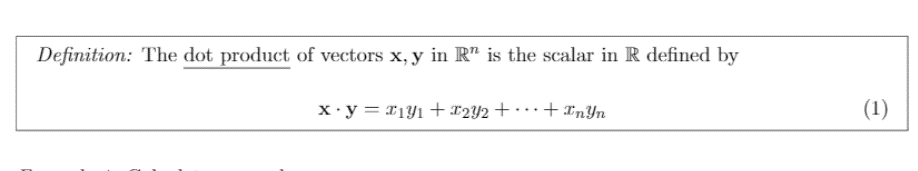 Definition: The dot product of vectors x, y in ℝⁿ is the scalar in ℝ defined by
x · y = x₁y₁ + x₂y₂ + · · · + xₙyₙ (1)